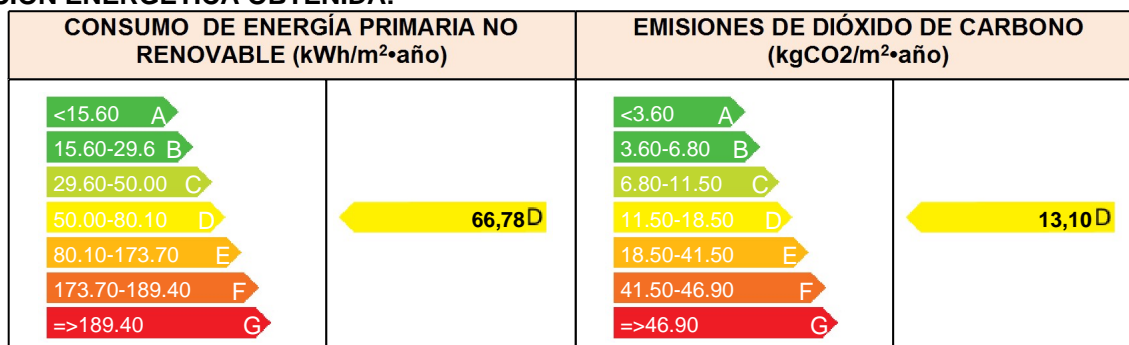 CIÓN ENERGÉTICA OBTENIDA:
CONSUMO DE ENERGÍA PRIMARIA NO
RENOVABLE (kWh/m²•año)
EMISIONES DE DIÓXIDO DE CARBONO
(kgCO2/m²•año)
<15.60 A
15.60-29.6 B
29.60-50.00 C
50.00-80.10 D
80.10-173.70 E
173.70-189.40 F
=>189.40 G
66,78 D
<3.60 A
3.60-6.80 B
6.80-11.50 C
11.50-18.50 D
18.50-41.50 E
41.50-46.90 F
=>46.90 G
13,10 D